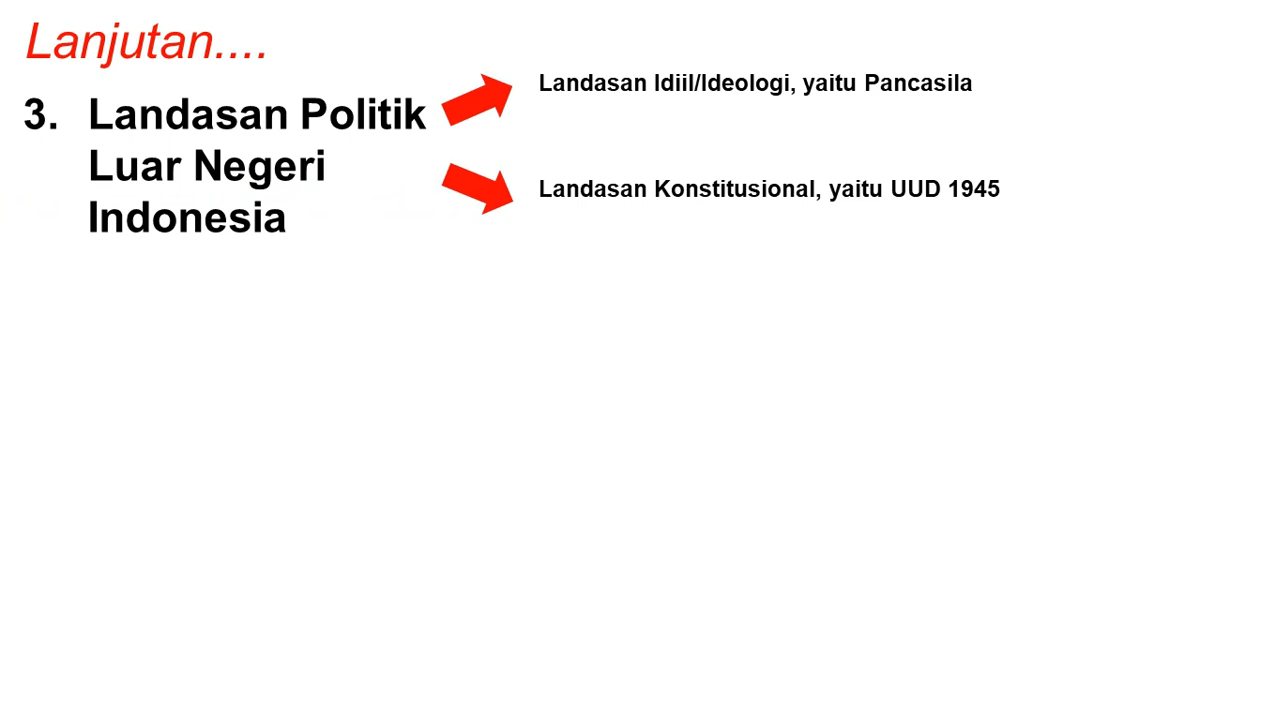 Lanjutan....
3. Landasan Politik
Luar Negeri
Indonesia
Landasan Idiil/Ideologi, yaitu Pancasila
Landasan Konstitusional, yaitu UUD 1945